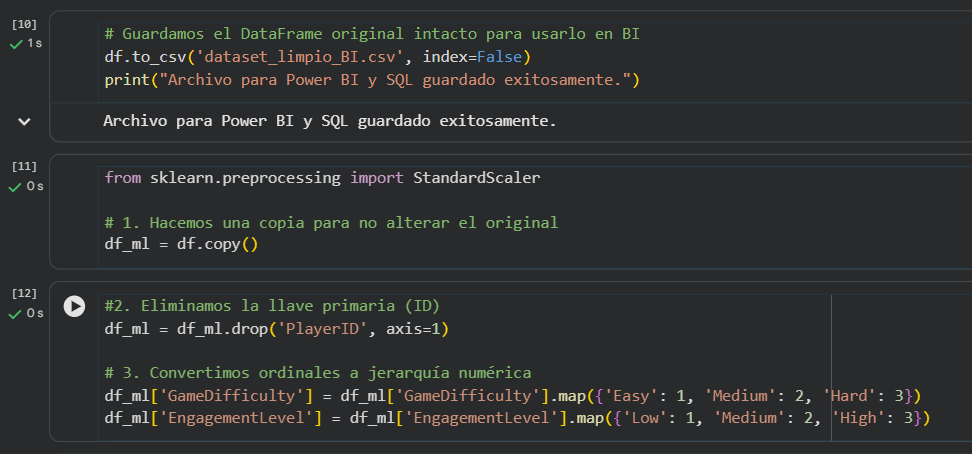 [10]
1 s
# Guardamos el DataFrame original intacto para usarlo en BI
df.to_csv('dataset_limpio_BI.csv', index=False)
print("Archivo para Power BI y SQL guardado exitosamente.")
Archivo para Power BI y SQL guardado exitosamente.
[11]
0 s
from sklearn.preprocessing import StandardScaler
# 1. Hacemos una copia para no alterar el original
df_ml = df.copy()
[12]
0 s
#2. Eliminamos la llave primaria (ID)
df_ml = df_ml.drop('PlayerID', axis=1)
# 3. Convertimos ordinales a jerarquía numérica
df_ml['GameDifficulty'] = df_ml['GameDifficulty'].map({'Easy': 1, 'Medium': 2, 'Hard': 3})
df_ml['EngagementLevel'] = df_ml['EngagementLevel'].map({'Low': 1, 'Medium': 2, 'High': 3})